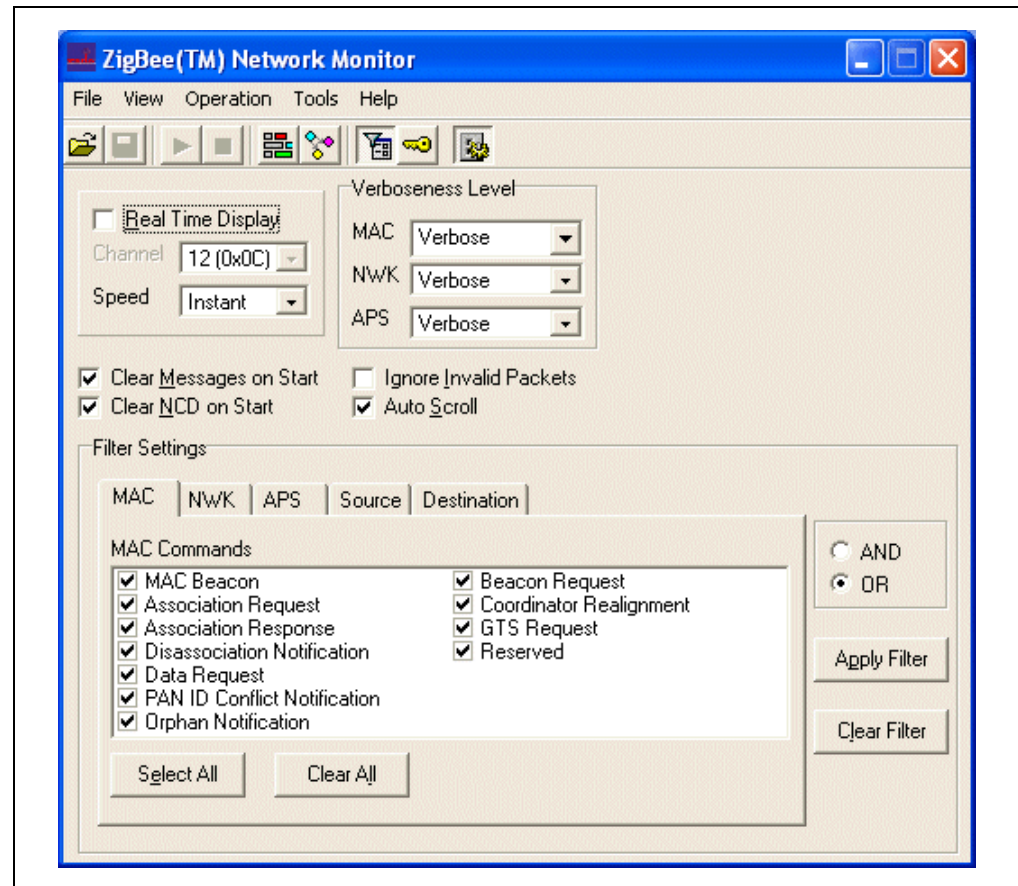 ZigBee(TM) Network Monitor
File View Operation Tools Help
Verboseness Level
Real Time Display
MAC Verbose
Channel 12 (0x0C)
NWK Verbose
Speed Instant
APS Verbose
Clear Messages on Start Ignore Invalid Packets
Clear NCD on Start Auto Scroll
Filter Settings
MAC NWK APS Source Destination
MAC Commands
MAC Beacon Beacon Request
Association Request Coordinator Realignment
Association Response GTS Request
Disassociation Notification Reserved
Data Request
PAN ID Conflict Notification
Orphan Notification
Select All Clear All
AND
OR
Apply Filter
Clear Filter